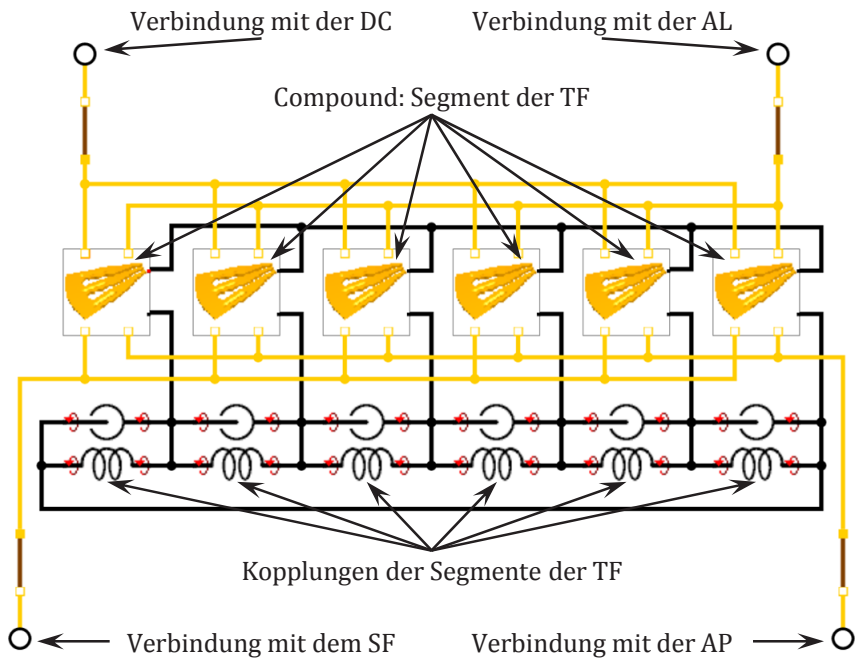 Verbindung mit der DC
Verbindung mit der AL
Compound: Segment der TF
Kopplungen der Segmente der TF
Verbindung mit dem SF
Verbindung mit der AP